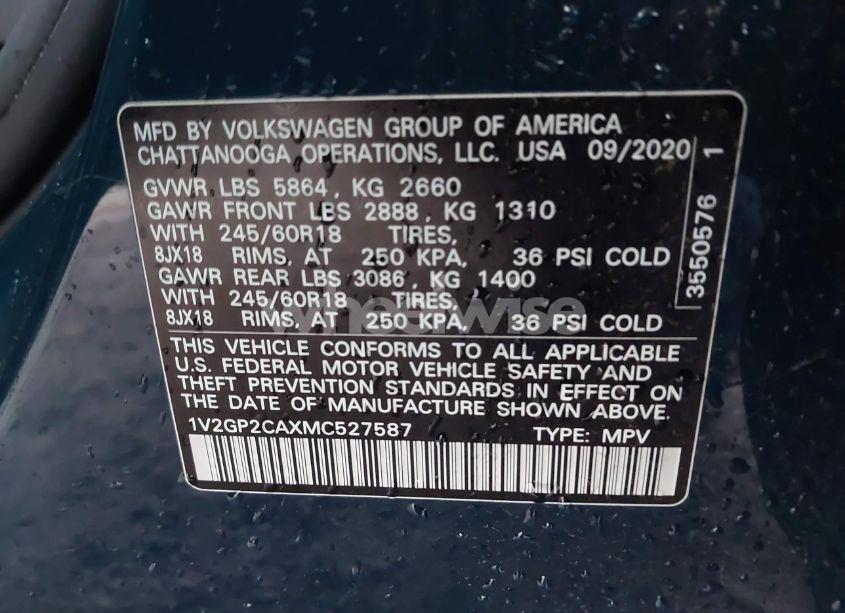 MFD BY VOLKSWAGEN GROUP OF AMERICA
CHATTANOOGA OPERATIONS, LLC. USA 09/2020
GVWR LBS 5864, KG 2660
GAWR FRONT LBS 2888, KG 1310
WITH 245/60R18 TIRES,
8JX18 RIMS, AT 250 KPA, 36 PSI COLD
GAWR REAR LBS 3086, KG 1400
WITH 245/60R18 TIRES,
8JX18 RIMS, AT 250 KPA, 36 PSI COLD
THIS VEHICLE CONFORMS TO ALL APPLICABLE
U.S. FEDERAL MOTOR VEHICLE SAFETY AND
THEFT PREVENTION STANDARDS IN EFFECT ON
THE DATE OF MANUFACTURE SHOWN ABOVE.
1V2GP2CAXMC527587 TYPE: MPV
3550576 1
wheelwise